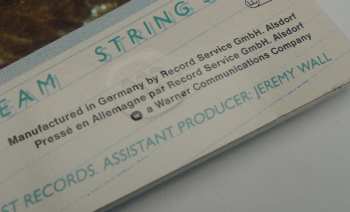 EAM STRING
Manufactured in Germany by Record Service GmbH. Alsdorf
Pressé en Allemagne par Record Service GmbH. Alsdorf
a Warner Communications Company
ST RECORDS. ASSISTANT PRODUCER: JEREMY WALL